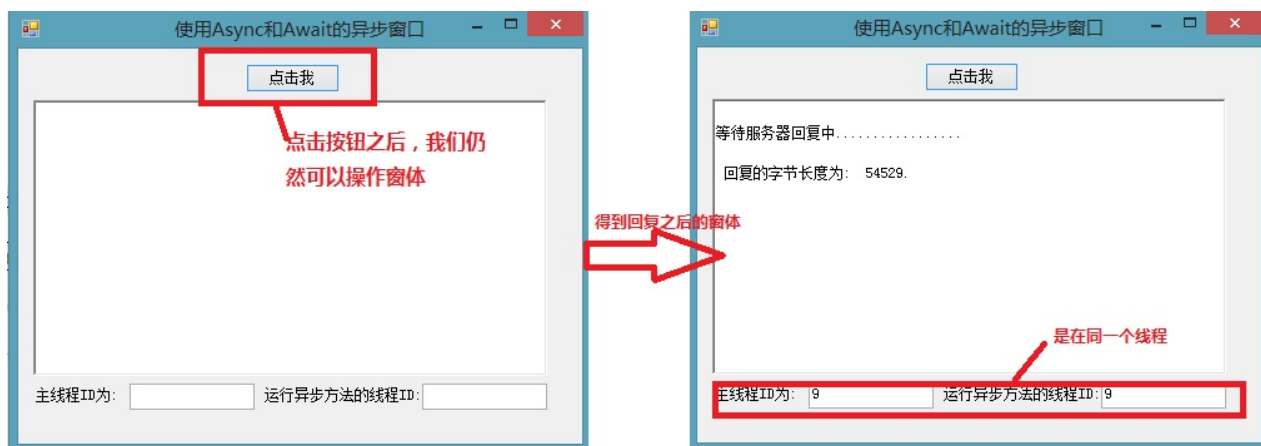 使用Async和Await的异步窗口
点击我
点击按钮之后，我们仍
然可以操作窗体
主线程ID为:
运行异步方法的线程ID:
得到回复之后的窗体
使用Async和Await的异步窗口
点击我
等待服务器回复中.................
回复的字节长度为: 54529.
是在同一个线程
主线程ID为: 9
运行异步方法的线程ID: 9